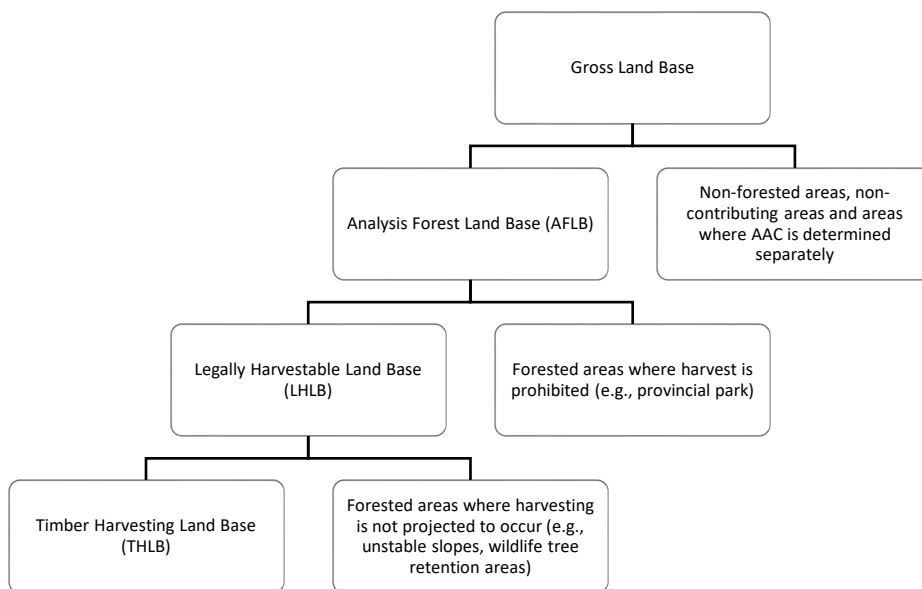 Gross Land Base
Analysis Forest Land Base (AFLB)
Non-forested areas, non-
contributing areas and areas
where AAC is determined
separately
Legally Harvestable Land Base
(LHLB)
Forested areas where harvest is
prohibited (e.g., provincial park)
Timber Harvesting Land Base
(THLB)
Forested areas where harvesting
is not projected to occur (e.g.,
unstable slopes, wildlife tree
retention areas)